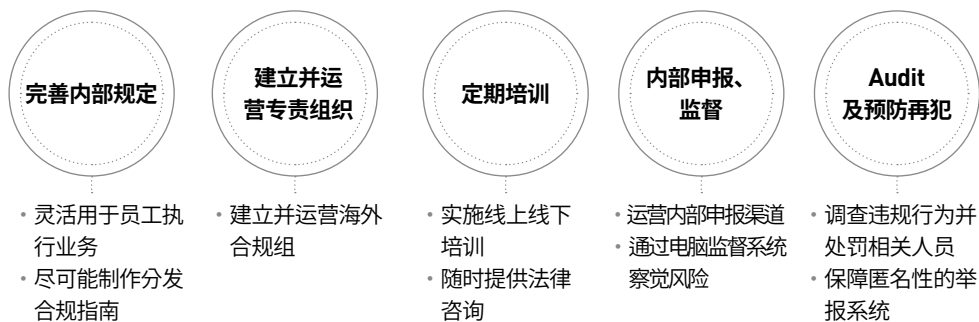 完善内部规定
建立并运
营专责组织
定期培训
内部申报、
监督
Audit
及预防再犯
• 灵活用于员工执
行业务
• 尽可能制作分发
合规指南
• 建立并运营海外
合规组
• 实施线上线下
培训
• 随时提供法律
咨询
• 运营内部申报渠道
• 通过电脑监督系统
察觉风险
• 调查违规行为并
处罚相关人员
• 保障匿名性的举
报系统